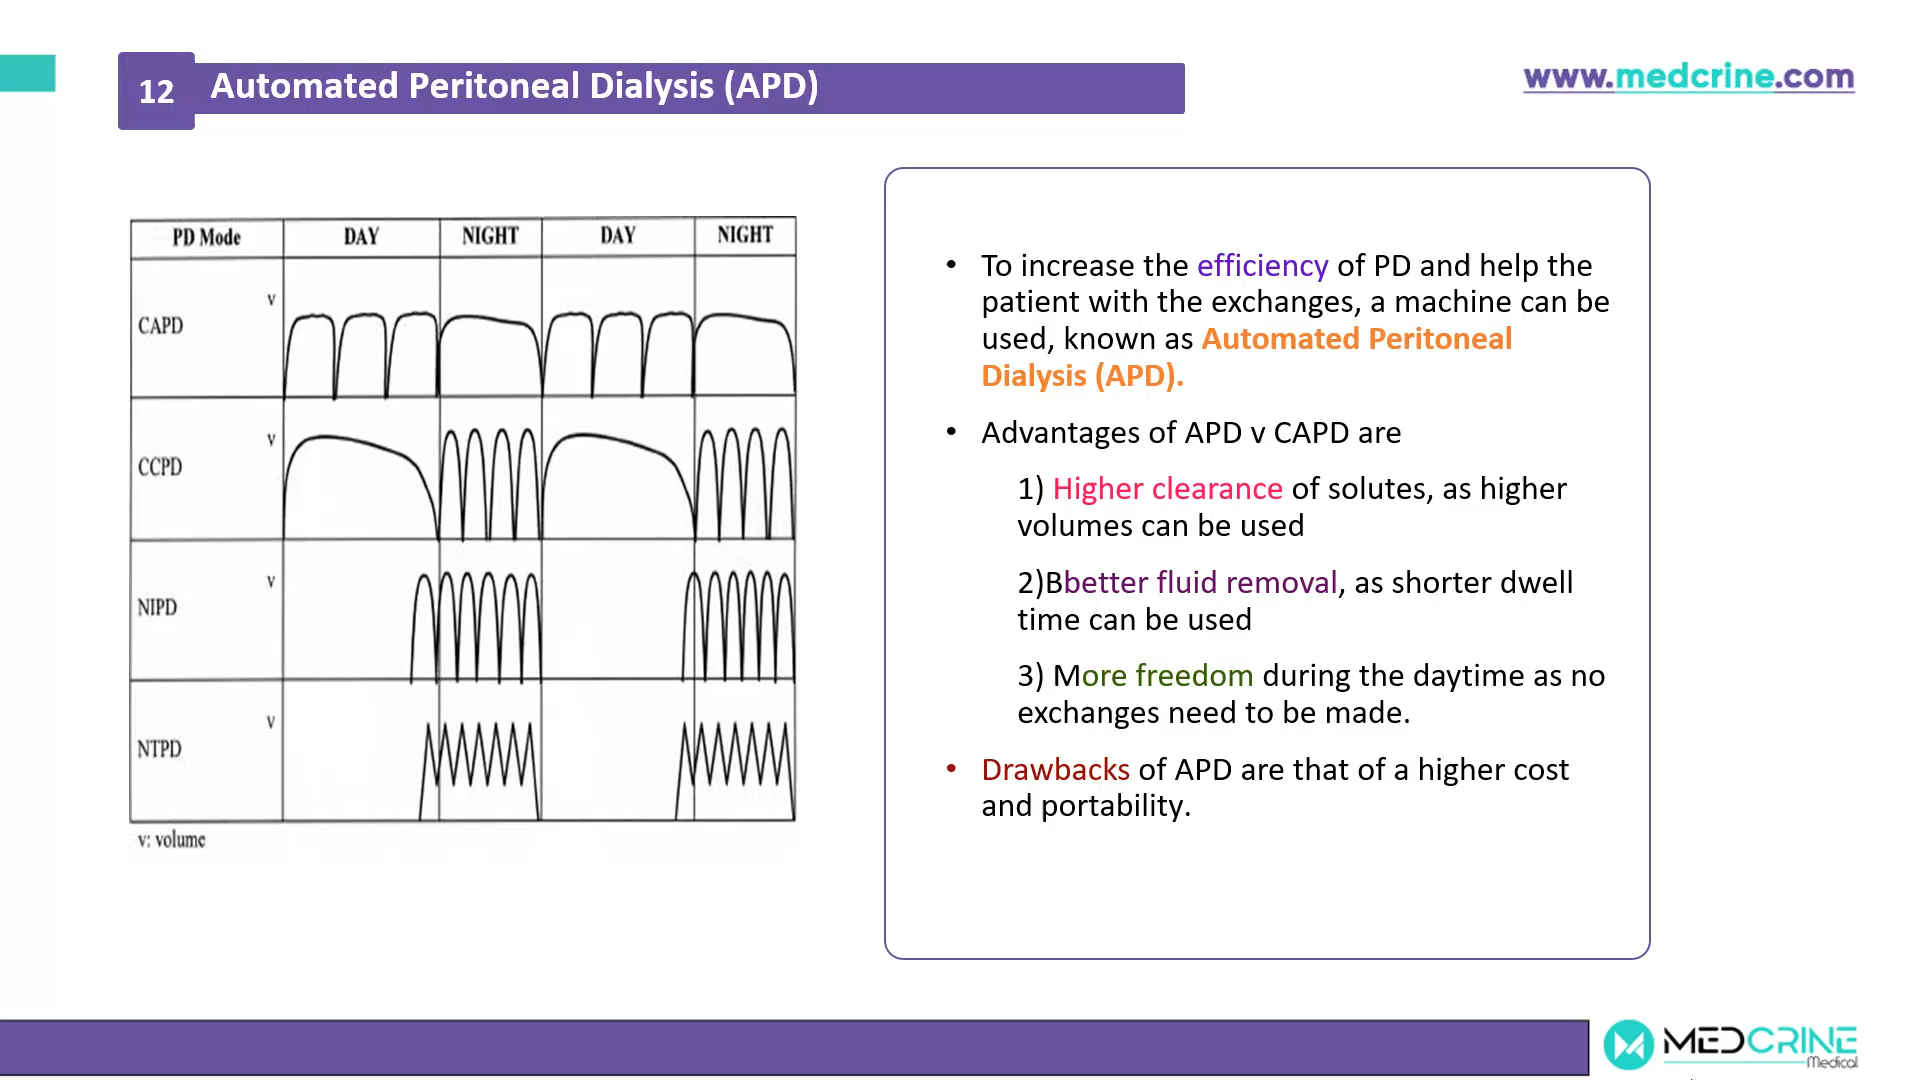 12
Automated Peritoneal Dialysis (APD)
www.medcrine.com
PD Mode DAY NIGHT DAY NIGHT
v
CAPD
v
CCPD
v
NIPD
v
NTPD
v: volume
• To increase the efficiency of PD and help the
patient with the exchanges, a machine can be
used, known as Automated Peritoneal
Dialysis (APD).
• Advantages of APD v CAPD are
1) Higher clearance of solutes, as higher
volumes can be used
2)Bbetter fluid removal, as shorter dwell
time can be used
3) More freedom during the daytime as no
exchanges need to be made.
• Drawbacks of APD are that of a higher cost
and portability.
MEDCRINE
Medical